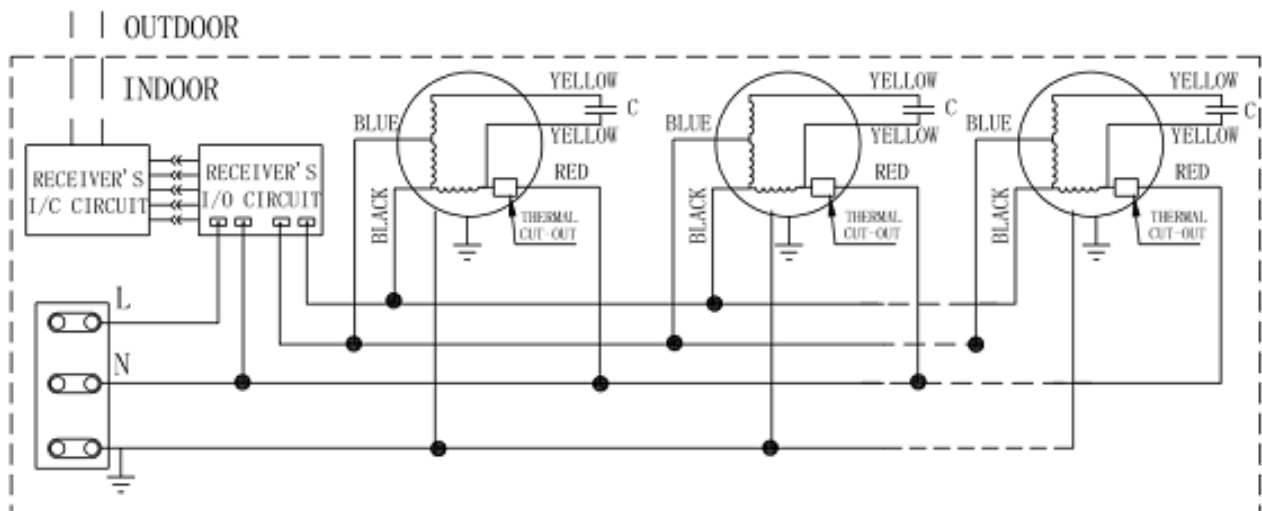 OUTDOOR
INDOOR
RECEIVER'S
I/C CIRCUIT
RECEIVER'S
I/O CIRCUIT
L
N
YELLOW
C
YELLOW
BLUE
RED
BLACK
THERMAL
CUT-OUT
YELLOW
C
YELLOW
BLUE
RED
BLACK
THERMAL
CUT-OUT
YELLOW
C
YELLOW
BLUE
RED
BLACK
THERMAL
CUT-OUT